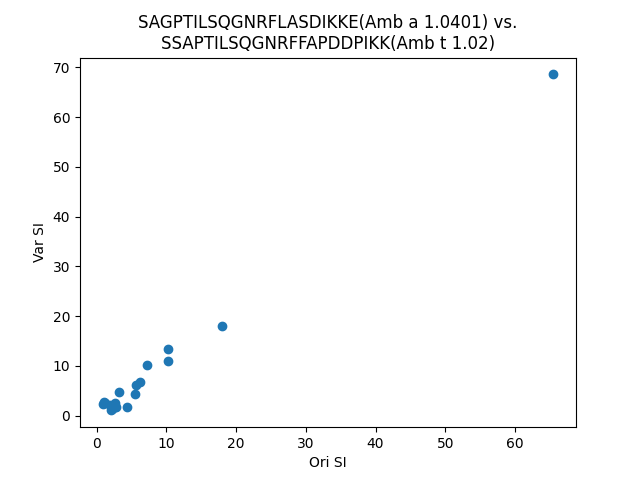 SAGPTILSQGNRFLASDIKKE(Amb a 1.0401) vs.
SSAPTILSQGNRFFAPDDPIKK(Amb t 1.02)
70
60
50
40
30
20
10
0
Var SI
0 10 20 30 40 50 60
Ori SI